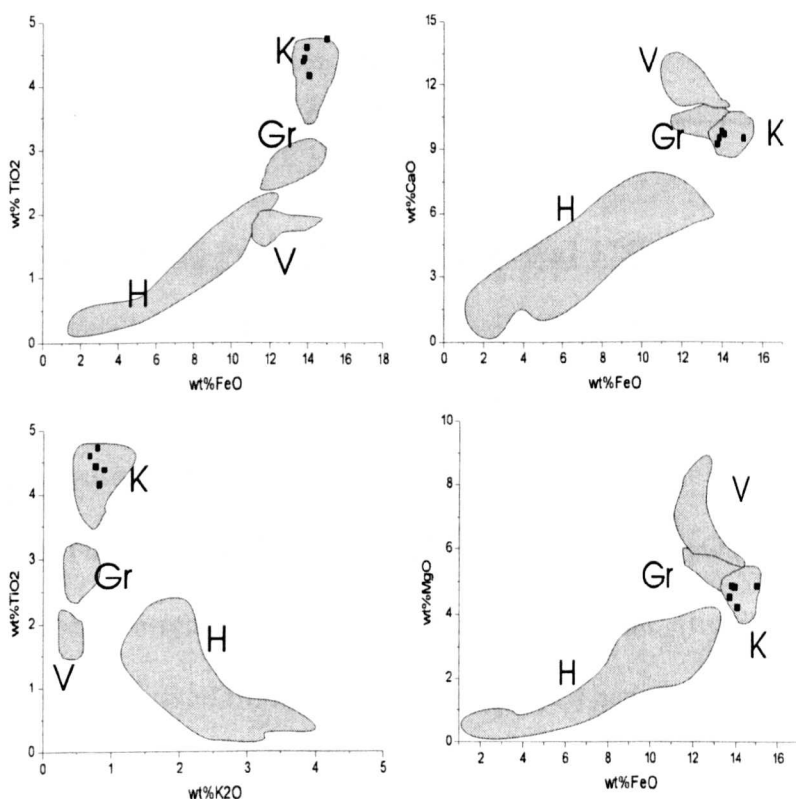 5
4
3
2
1
0
wt% TiO2
K
Gr
H
V
0 2 4 6 8 10 12 14 16 18
wt%FeO
15
12
9
6
3
0
wt%CaO
V
Gr
K
H
0 2 4 6 8 10 12 14 16
wt%FeO
5
4
3
2
1
0
wt%TiO2
K
Gr
V
H
0 1 2 3 4 5
wt%K2O
10
8
6
4
2
0
wt%MgO
V
Gr
K
H
2 4 6 8 10 12 14 16
wt%FeO